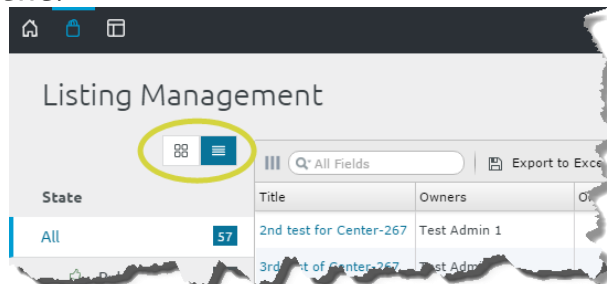 Listing Management
All Fields
Export to Exce
State
Title
Owners
All
57
2nd test for Center-267
Test Admin 1